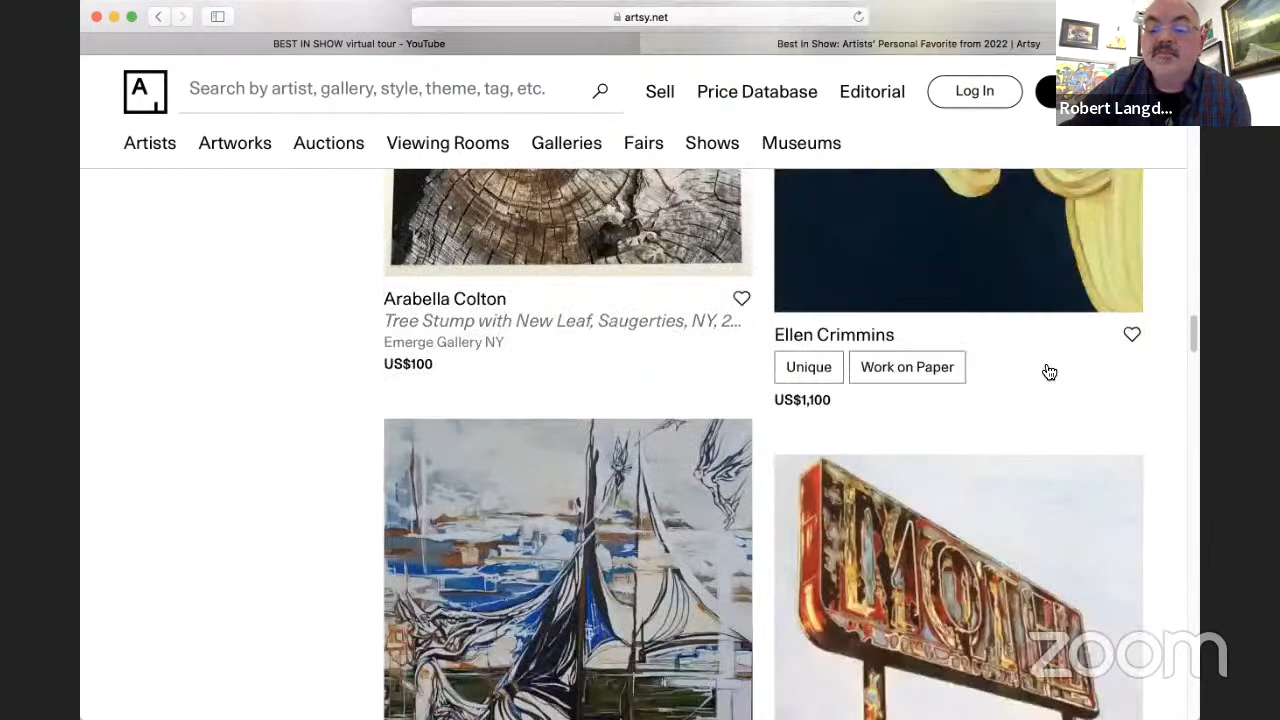 artsy.net
BEST IN SHOW virtual tour - YouTube
Best In Show: Artists' Personal Favorite from 2022 | Artsy
A
Search by artist, gallery, style, theme, tag, etc.
Sell
Price Database
Editorial
Log In
Robert Langd...
Artists
Artworks
Auctions
Viewing Rooms
Galleries
Fairs
Shows
Museums
Arabella Colton
Tree Stump with New Leaf, Saugerties, NY, 2...
Emerge Gallery NY
US$100
Ellen Crimmins
Unique
Work on Paper
US$1,100
MOTEL
zoom